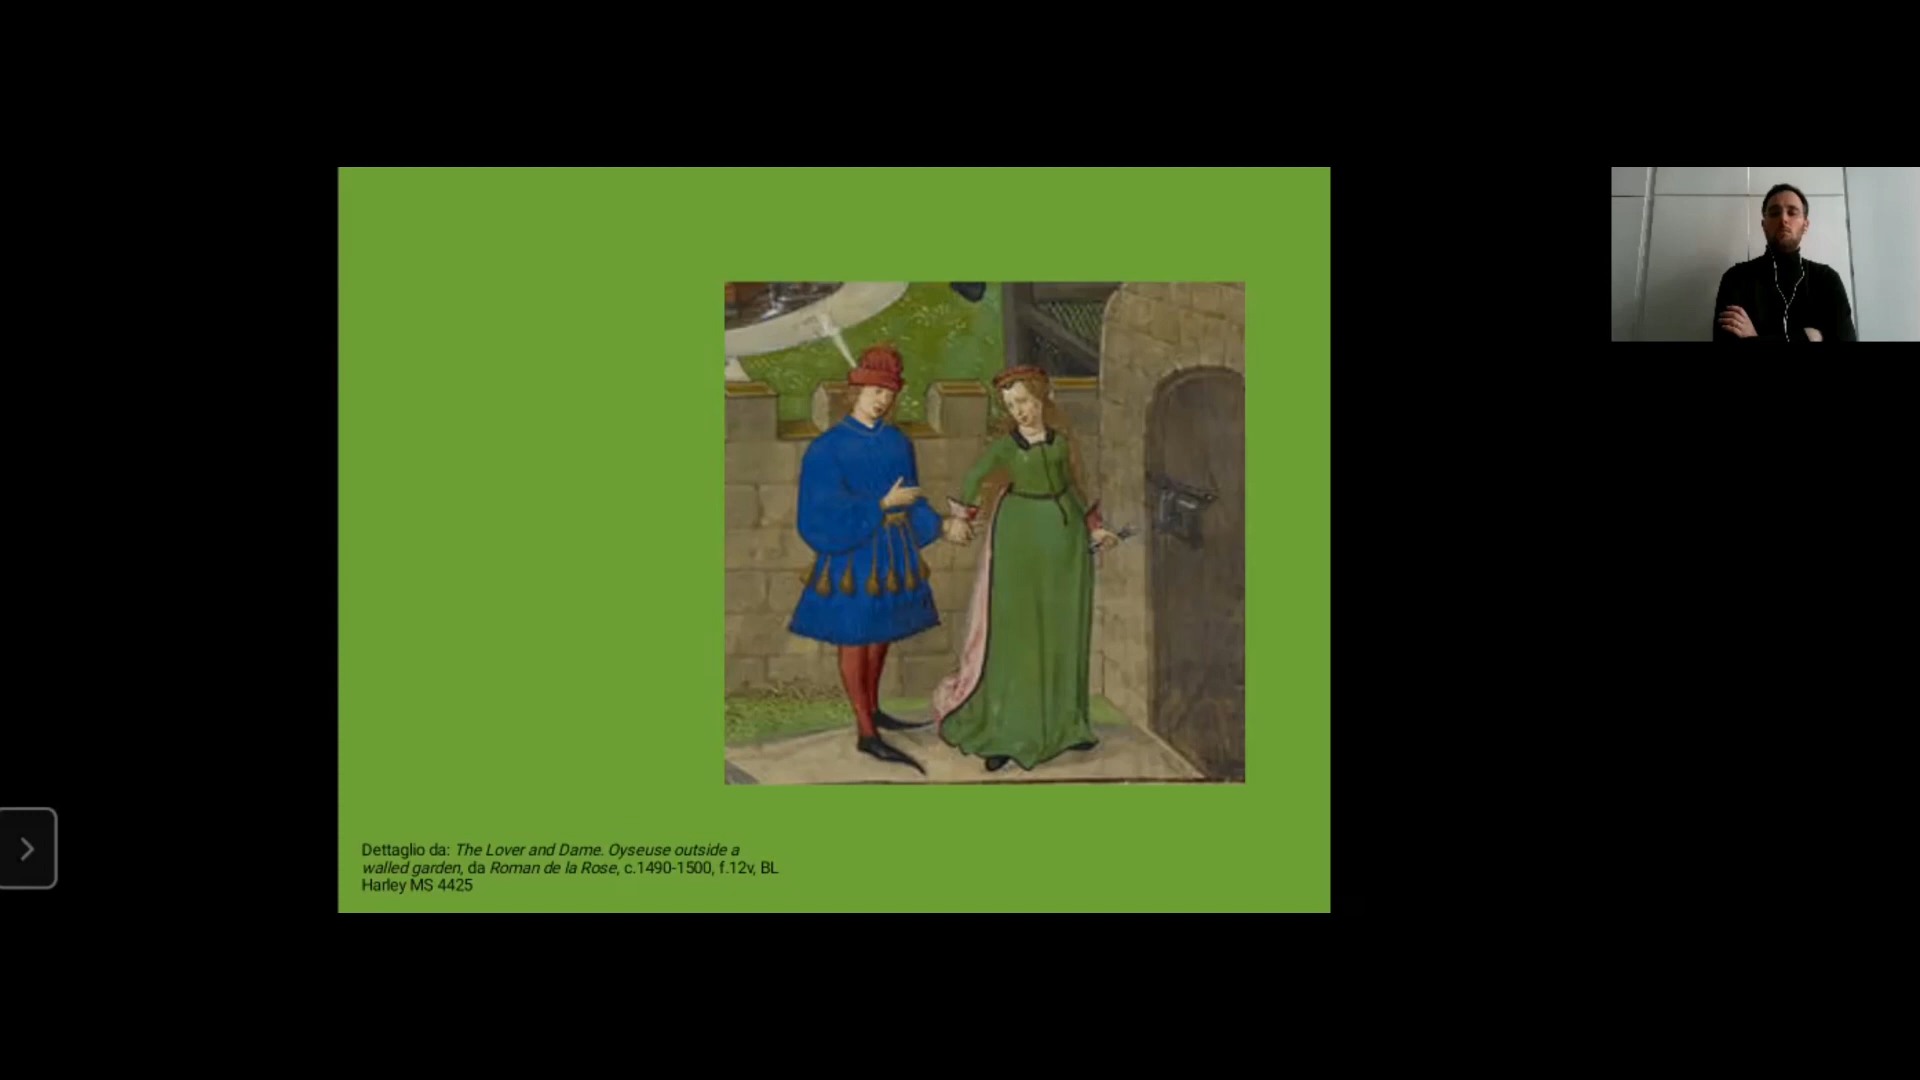 Dettaglio da: The Lover and Dame. Oyseuse outside a
walled garden, da Roman de la Rose, c.1490-1500, f.12v, BL
Harley MS 4425